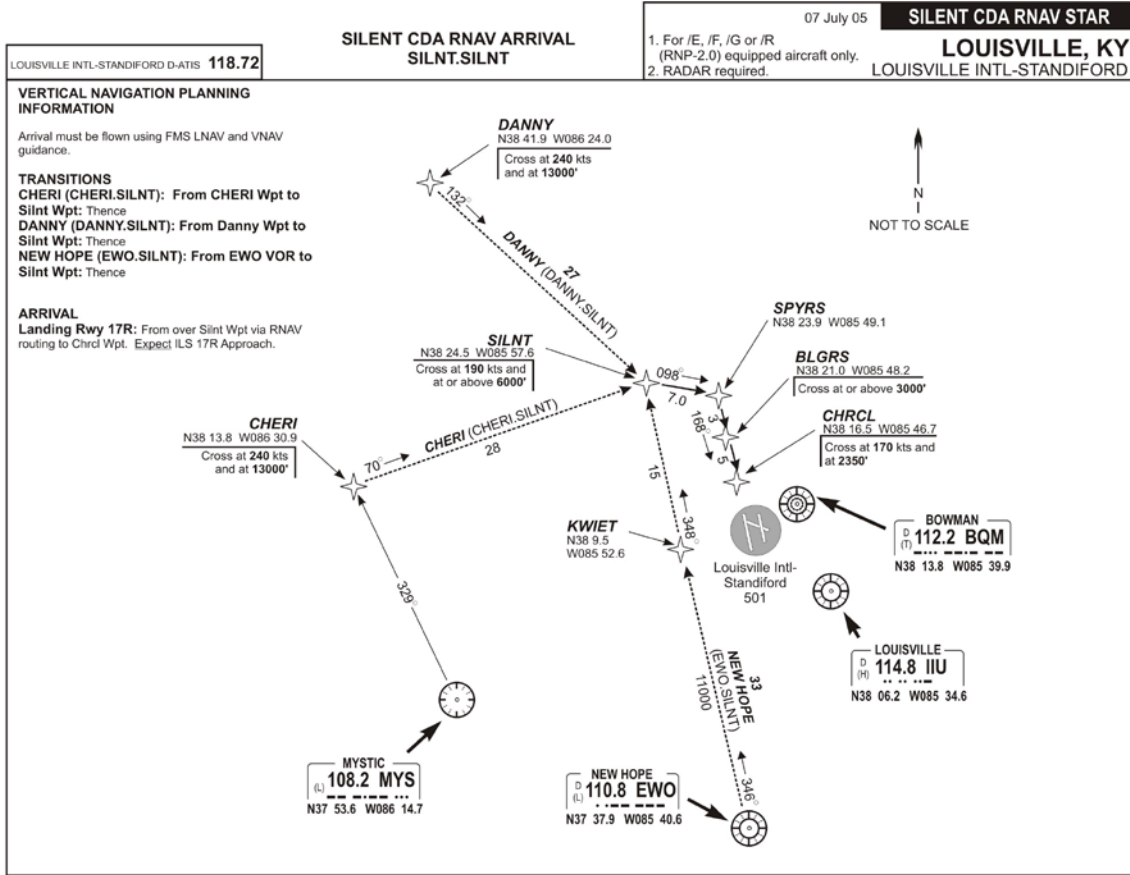 07 July 05
SILENT CDA RNAV STAR
SILENT CDA RNAV ARRIVAL
SILNT.SILNT
1. For /E, /F, /G or /R
(RNP-2.0) equipped aircraft only.
2. RADAR required.
LOUISVILLE, KY
LOUISVILLE INTL-STANDIFORD
LOUISVILLE INTL-STANDIFORD D-ATIS 118.72
VERTICAL NAVIGATION PLANNING
INFORMATION
Arrival must be flown using FMS LNAV and VNAV
guidance.
TRANSITIONS
CHERI (CHERI.SILNT): From CHERI Wpt to
Silnt Wpt: Thence
DANNY (DANNY.SILNT): From Danny Wpt to
Silnt Wpt: Thence
NEW HOPE (EWO.SILNT): From EWO VOR to
Silnt Wpt: Thence
ARRIVAL
Landing Rwy 17R: From over Silnt Wpt via RNAV
routing to Chrcl Wpt. Expect ILS 17R Approach.
DANNY
N38 41.9 W086 24.0
Cross at 240 kts
and at 13000'
N
NOT TO SCALE
132°
27
DANNY (DANNY.SILNT)
SPYRS
N38 23.9 W085 49.1
SILNT
N38 24.5 W085 57.6
Cross at 190 kts and
at or above 6000'
098°
7.0
BLGRS
N38 21.0 W085 48.2
Cross at or above 3000'
3
168°
5
CHRCL
N38 16.5 W085 46.7
Cross at 170 kts and
at 2350'
CHERI
N38 13.8 W086 30.9
Cross at 240 kts
and at 13000'
70°
CHERI (CHERI.SILNT)
28
15
348°
KWIET
N38 9.5
W085 52.6
Louisville Intl-
Standiford
501
BOWMAN
D
(T)
112.2 BQM
N38 13.8 W085 39.9
LOUISVILLE
D
(H)
114.8 IIU
N38 06.2 W085 34.6
329°
33
NEW HOPE
(EWO.SILNT)
11000
346°
MYSTIC
(L)
108.2 MYS
N37 53.6 W086 14.7
NEW HOPE
D
(L)
110.8 EWO
N37 37.9 W085 40.6